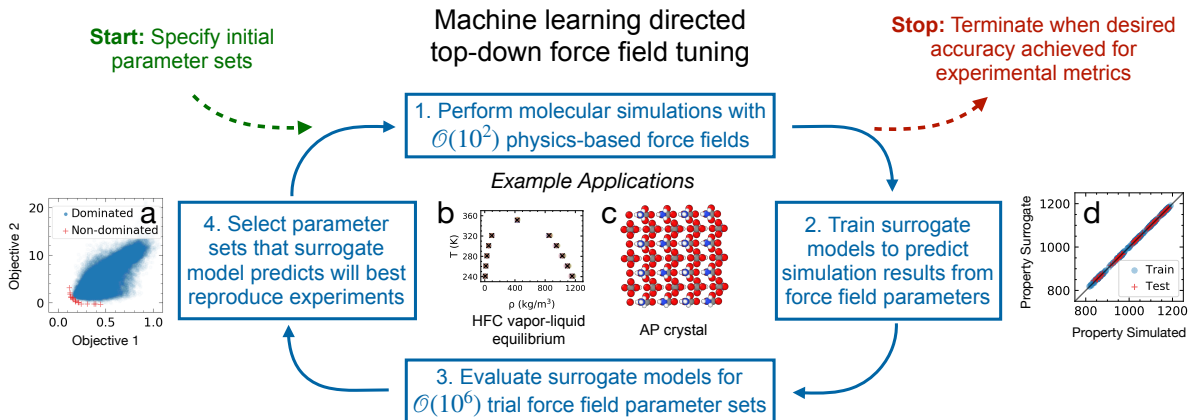 Machine learning directed
top-down force field tuning
Start: Specify initial
parameter sets
Stop: Terminate when desired
accuracy achieved for
experimental metrics
1. Perform molecular simulations with
𝒪(10²) physics-based force fields
Example Applications
a
Dominated
Non-dominated
Objective 2
20
10
0
0.0
0.5
1.0
Objective 1
4. Select parameter
sets that surrogate
model predicts will best
reproduce experiments
b
T (K)
360
320
280
240
0
600
1200
ρ (kg/m³)
HFC vapor-liquid
equilibrium
c
AP crystal
2. Train surrogate
models to predict
simulation results from
force field parameters
d
Property Surrogate
1200
1000
800
Train
Test
800
1000
1200
Property Simulated
3. Evaluate surrogate models for
𝒪(10⁶) trial force field parameter sets